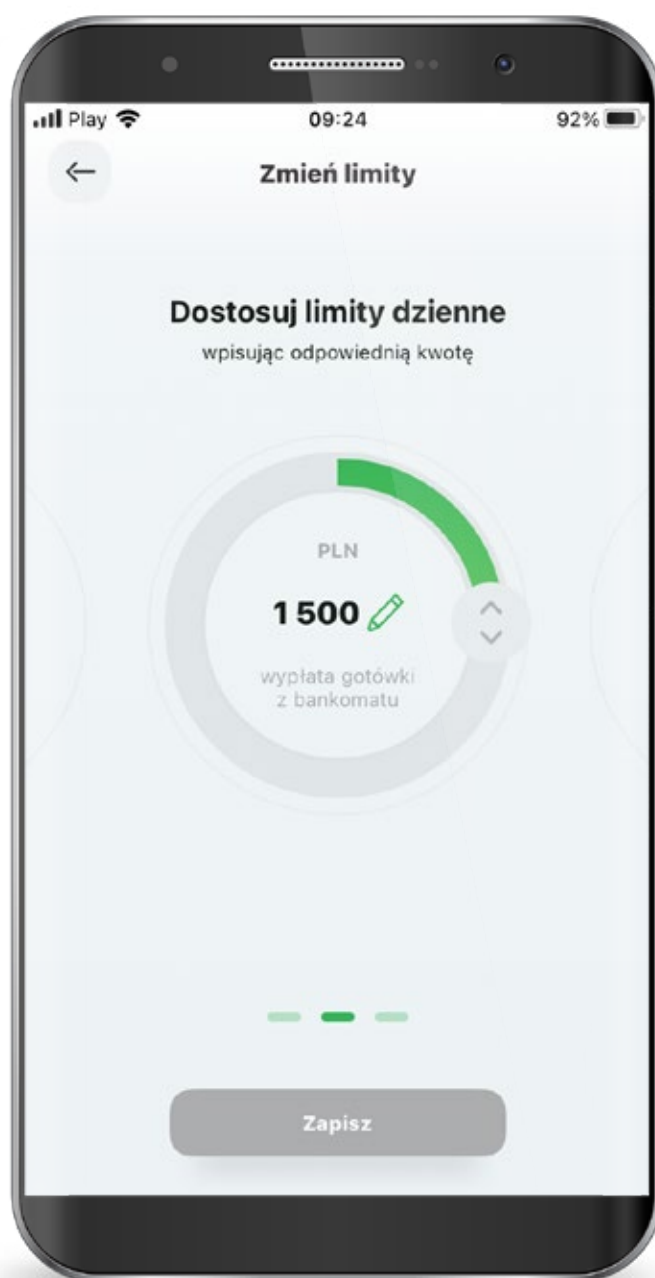 Play
09:24
92%
Zmień limity
Dostosuj limity dzienne
wpisując odpowiednią kwotę
PLN
1 500
wypłata gotówki
z bankomatu
Zapisz